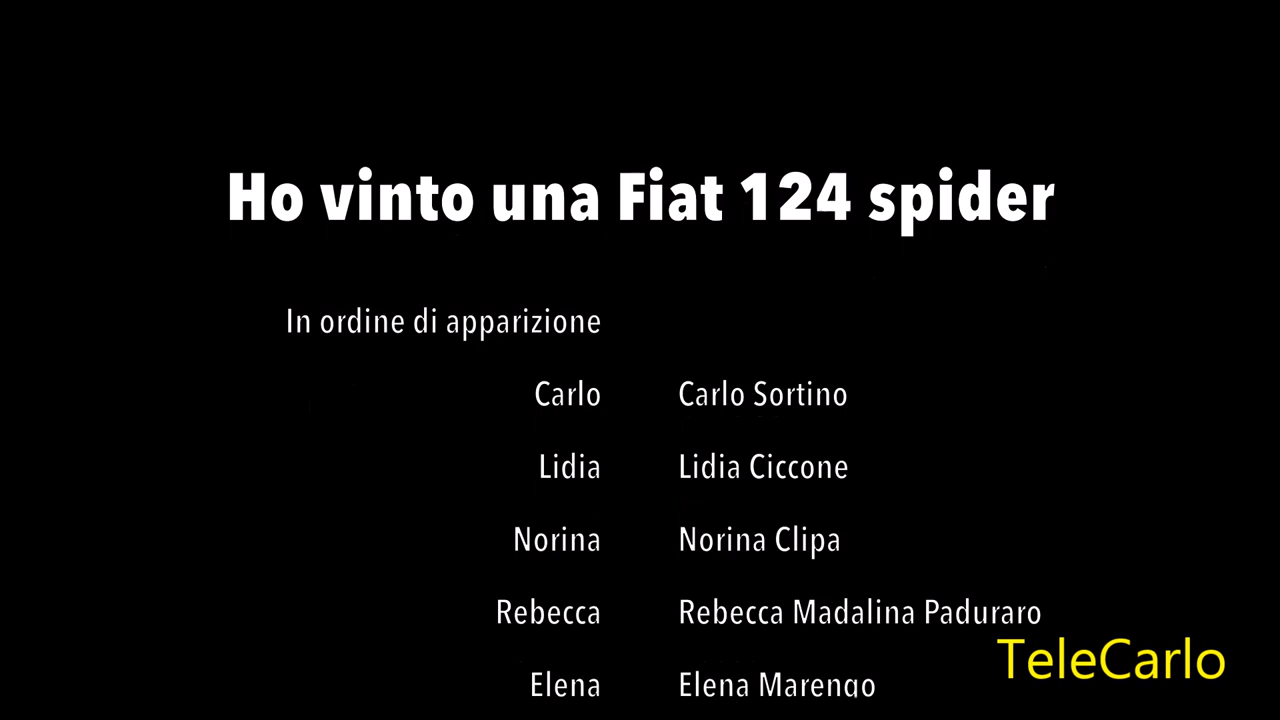 Ho vinto una Fiat 124 spider
In ordine di apparizione
Carlo Carlo Sortino
Lidia Lidia Ciccone
Norina Norina Clipa
Rebecca Rebecca Madalina Paduraro
TeleCarlo
Elena Elena Marengo